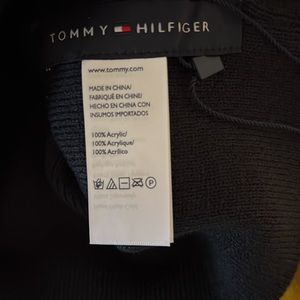 TOMMY HILFIGER
www.tommy.com
MADE IN CHINA/
FABRIQUÉ EN CHINE/
HECHO EN CHINA CON
INSUMOS IMPORTADOS
100% Acrylic/
100% Acrylique/
100% Acrílico